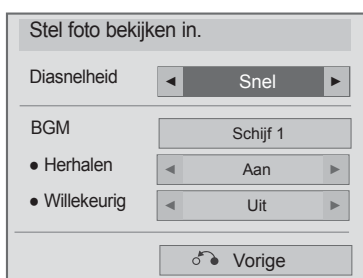 Stel foto bekijken in.
Diasnelheid ◄ Snel ►
BGM Schijf 1
● Herhalen ◄ Aan ►
● Willekeurig ◄ Uit ►
Vorige